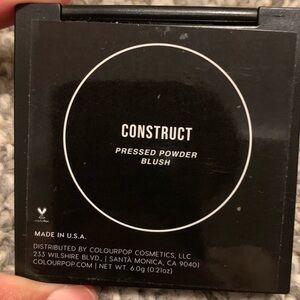 CONSTRUCT
PRESSED POWDER
BLUSH
MADE IN U.S.A.
DISTRIBUTED BY COLOURPOP COSMETICS, LLC
233 WILSHIRE BLVD., | SANTA MONICA, CA 90401
COLOURPOP.COM | NET WT. 6.0g (0.21oz)